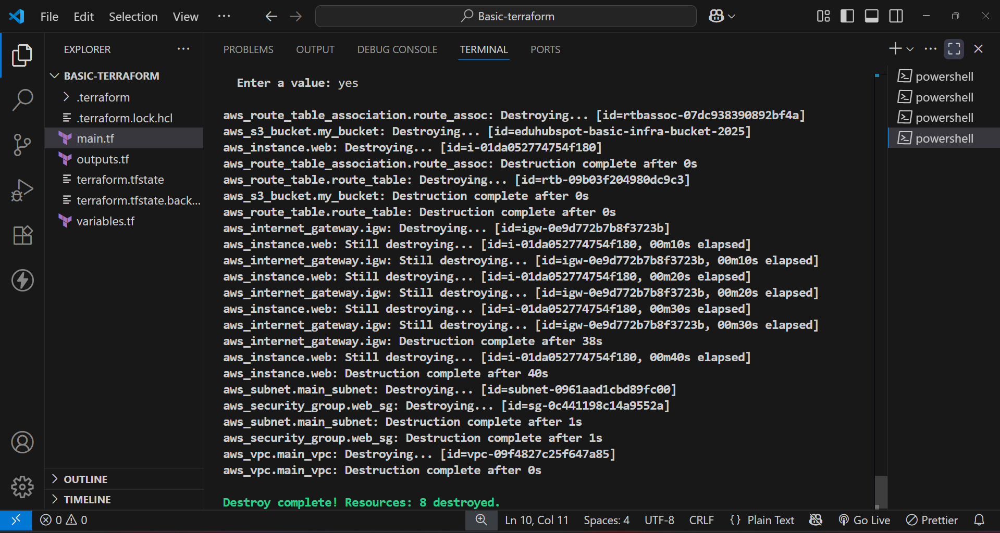 File Edit Selection View ... Basic-terraform
EXPLORER ...
PROBLEMS OUTPUT DEBUG CONSOLE TERMINAL PORTS
BASIC-TERRAFORM
.terraform
.terraform.lock.hcl
main.tf
outputs.tf
terraform.tfstate
terraform.tfstate.back...
variables.tf
OUTLINE
TIMELINE
Enter a value: yes
aws_route_table_association.route_assoc: Destroying... [id=rtbassoc-07dc938390892bf4a]
aws_s3_bucket.my_bucket: Destroying... [id=eduhubspot-basic-infra-bucket-2025]
aws_instance.web: Destroying... [id=i-01da052774754f180]
aws_route_table_association.route_assoc: Destruction complete after 0s
aws_route_table.route_table: Destroying... [id=rtb-09b03f204980dc9c3]
aws_s3_bucket.my_bucket: Destruction complete after 0s
aws_route_table.route_table: Destruction complete after 0s
aws_internet_gateway.igw: Destroying... [id=igw-0e9d772b7b8f3723b]
aws_instance.web: Still destroying... [id=i-01da052774754f180, 00m10s elapsed]
aws_internet_gateway.igw: Still destroying... [id=igw-0e9d772b7b8f3723b, 00m10s elapsed]
aws_instance.web: Still destroying... [id=i-01da052774754f180, 00m20s elapsed]
aws_internet_gateway.igw: Still destroying... [id=igw-0e9d772b7b8f3723b, 00m20s elapsed]
aws_instance.web: Still destroying... [id=i-01da052774754f180, 00m30s elapsed]
aws_internet_gateway.igw: Still destroying... [id=igw-0e9d772b7b8f3723b, 00m30s elapsed]
aws_internet_gateway.igw: Destruction complete after 38s
aws_instance.web: Still destroying... [id=i-01da052774754f180, 00m40s elapsed]
aws_instance.web: Destruction complete after 40s
aws_subnet.main_subnet: Destroying... [id=subnet-0961aad1cbd89fc00]
aws_security_group.web_sg: Destroying... [id=sg-0c441198c14a9552a]
aws_subnet.main_subnet: Destruction complete after 1s
aws_security_group.web_sg: Destruction complete after 1s
aws_vpc.main_vpc: Destroying... [id=vpc-09f4827c25f647a85]
aws_vpc.main_vpc: Destruction complete after 0s
Destroy complete! Resources: 8 destroyed.
powershell
powershell
powershell
powershell
0 0 Ln 10, Col 11 Spaces: 4 UTF-8 CRLF {} Plain Text Go Live Prettier